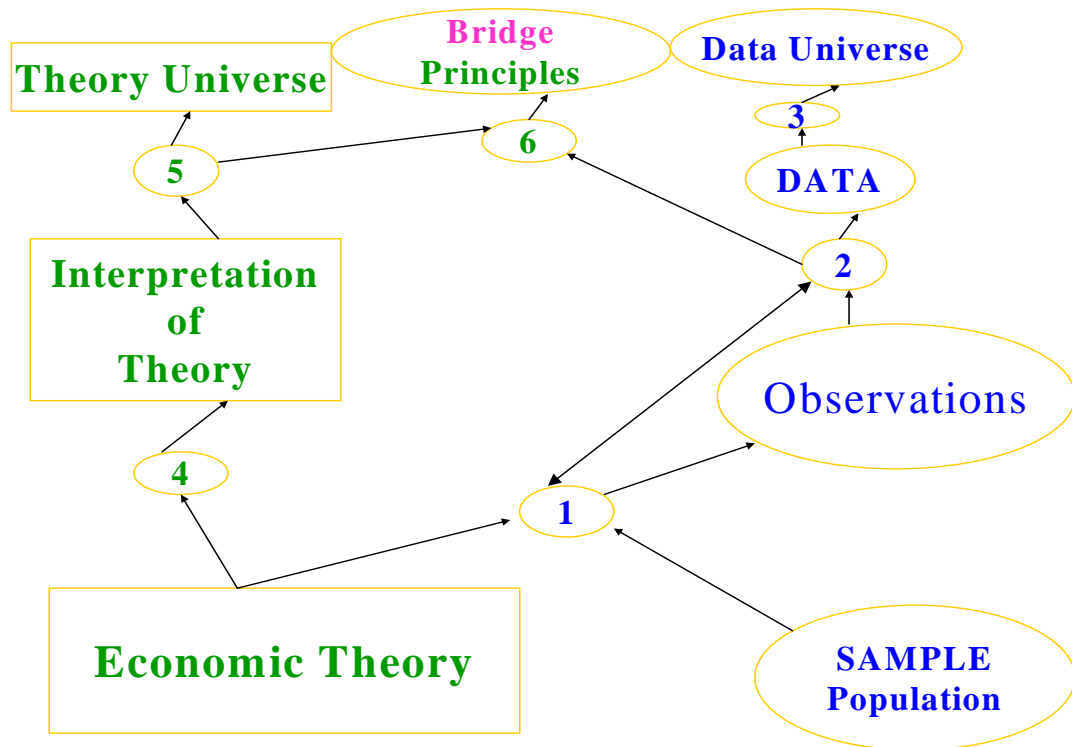 Bridge
Principles
Theory Universe
Data Universe
3
6
5
DATA
2
Interpretation
of
Theory
Observations
4
1
Economic Theory
SAMPLE
Population